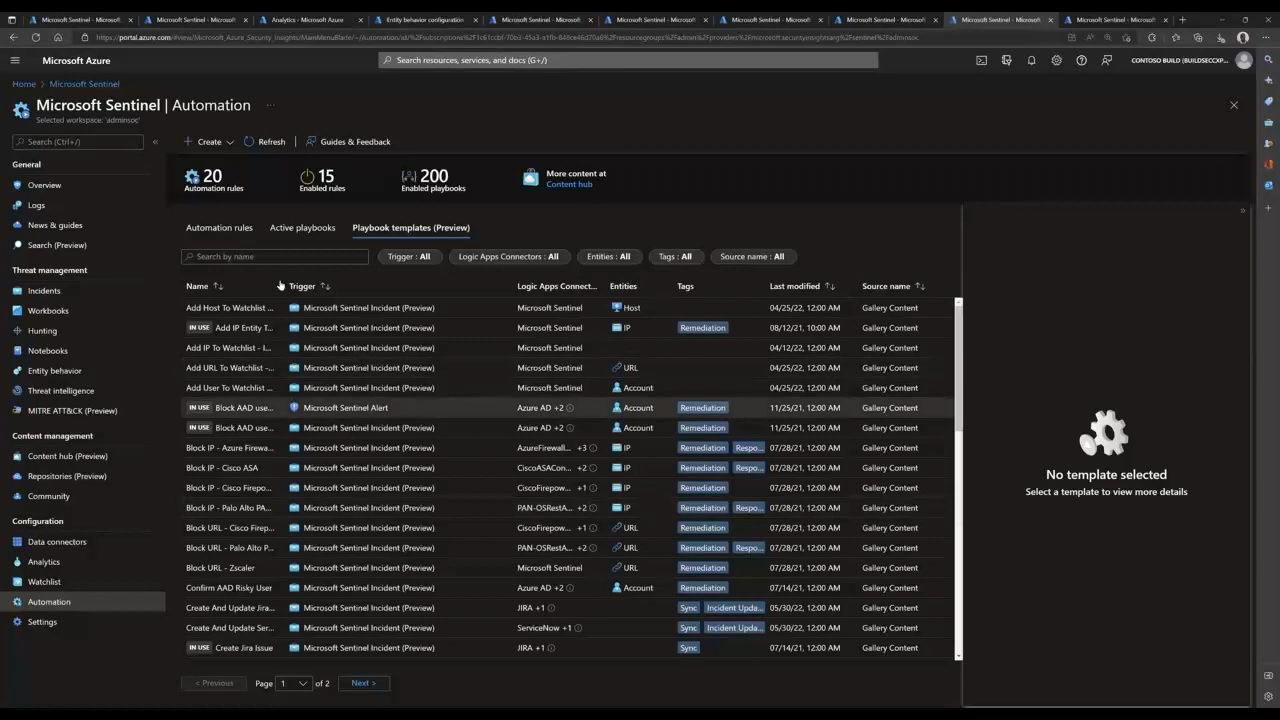 Microsoft Sentinel - Microsoft
Microsoft Sentinel - Microsoft
Analytics - Microsoft Azure
Entity behavior configuration
Microsoft Sentinel - Microsoft
Microsoft Sentinel - Microsoft
Microsoft Sentinel - Microsoft
Microsoft Sentinel - Microsoft
Microsoft Sentinel - Microsoft
Microsoft Sentinel - Microsoft
Microsoft Azure
Search resources, services, and docs (G+/)
CONTOSO BUILD (BUILDSECCXP...
Home > Microsoft Sentinel
Microsoft Sentinel | Automation ...
Selected workspace: 'adminsoc'
Search (Ctrl+/) «
Create Refresh Guides & Feedback
General
Overview
Logs
News & guides
Search (Preview)
Threat management
Incidents
Workbooks
Hunting
Notebooks
Entity behavior
Threat intelligence
MITRE ATT&CK (Preview)
Content management
Content hub (Preview)
Repositories (Preview)
Community
Configuration
Data connectors
Analytics
Watchlist
Automation
Settings
20
Automation rules
15
Enabled rules
200
Enabled playbooks
More content at
Content hub
Automation rules Active playbooks Playbook templates (Preview)
Search by name Trigger : All Logic Apps Connectors : All Entities : All Tags : All Source name : All
Name ↑↓ Trigger ↑↓ Logic Apps Connect... Entities Tags Last modified ↑↓ Source name ↑↓
Add Host To Watchlist ... Microsoft Sentinel Incident (Preview) Microsoft Sentinel Host 04/25/22, 12:00 AM Gallery Content
IN USE Add IP Entity T... Microsoft Sentinel Incident (Preview) Microsoft Sentinel IP Remediation 08/12/21, 10:00 AM Gallery Content
Add IP To Watchlist - I... Microsoft Sentinel Incident (Preview) Microsoft Sentinel 04/12/22, 12:00 AM Gallery Content
Add URL To Watchlist -... Microsoft Sentinel Incident (Preview) Microsoft Sentinel URL 04/25/22, 12:00 AM Gallery Content
Add User To Watchlist ... Microsoft Sentinel Incident (Preview) Microsoft Sentinel Account 04/25/22, 12:00 AM Gallery Content
IN USE Block AAD use... Microsoft Sentinel Alert Azure AD +2 Account Remediation 11/25/21, 12:00 AM Gallery Content
IN USE Block AAD use... Microsoft Sentinel Incident (Preview) Azure AD +2 Account Remediation 11/25/21, 12:00 AM Gallery Content
Block IP - Azure Firewa... Microsoft Sentinel Incident (Preview) AzureFirewall... +3 IP Remediation Respo... 07/28/21, 12:00 AM Gallery Content
Block IP - Cisco ASA Microsoft Sentinel Incident (Preview) CiscoASACon... +2 IP Remediation Respo... 07/28/21, 12:00 AM Gallery Content
Block IP - Cisco Firepo... Microsoft Sentinel Incident (Preview) CiscoFirepow... +1 IP Remediation 07/28/21, 12:00 AM Gallery Content
Block IP - Palo Alto PA... Microsoft Sentinel Incident (Preview) PAN-OSRestA... +2 IP Remediation Respo... 07/28/21, 12:00 AM Gallery Content
Block URL - Cisco Firep... Microsoft Sentinel Incident (Preview) CiscoFirepow... +1 URL Remediation 07/28/21, 12:00 AM Gallery Content
Block URL - Palo Alto P... Microsoft Sentinel Incident (Preview) PAN-OSRestA... +2 URL Remediation Respo... 07/28/21, 12:00 AM Gallery Content
Block URL - Zscaler Microsoft Sentinel Incident (Preview) Microsoft Sentinel URL Remediation 07/28/21, 12:00 AM Gallery Content
Confirm AAD Risky User Microsoft Sentinel Incident (Preview) Azure AD +2 Account Remediation 07/14/21, 12:00 AM Gallery Content
Create And Update Jira... Microsoft Sentinel Incident (Preview) JIRA +1 Sync Incident Upda... 05/30/22, 12:00 AM Gallery Content
Create And Update Ser... Microsoft Sentinel Incident (Preview) ServiceNow +1 Sync Incident Upda... 05/30/22, 12:00 AM Gallery Content
IN USE Create Jira Issue Microsoft Sentinel Incident (Preview) JIRA +1 Sync 07/14/21, 12:00 AM Gallery Content
< Previous Page 1 of 2 Next >
No template selected
Select a template to view more details